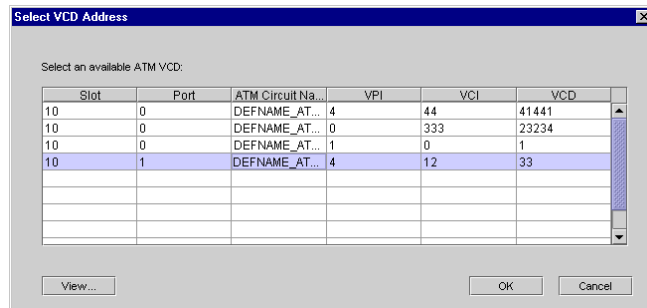 Select VCD Address
Select an available ATM VCD:
Slot Port ATM Circuit Na... VPI VCI VCD
10 0 DEFNAME_AT... 4 44 41441
10 0 DEFNAME_AT... 0 333 23234
10 0 DEFNAME_AT... 1 0 1
10 1 DEFNAME_AT... 4 12 33
View... OK Cancel